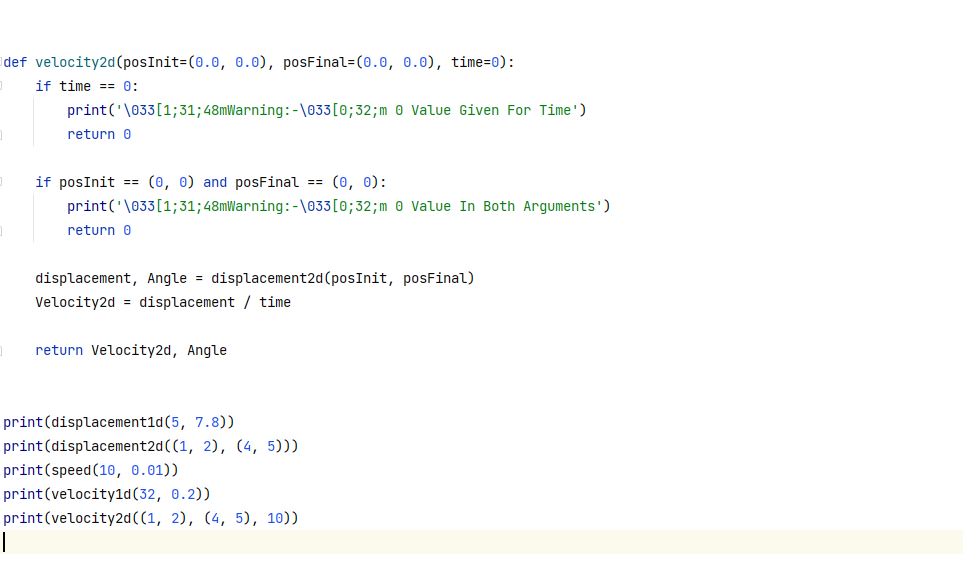 def velocity2d(posInit=(0.0, 0.0), posFinal=(0.0, 0.0), time=0):
    if time == 0:
        print('\033[1;31;48mWarning:-\033[0;32;m 0 Value Given For Time')
        return 0
    if posInit == (0, 0) and posFinal == (0, 0):
        print('\033[1;31;48mWarning:-\033[0;32;m 0 Value In Both Arguments')
        return 0
    displacement, Angle = displacement2d(posInit, posFinal)
    Velocity2d = displacement / time
    return Velocity2d, Angle
print(displacement1d(5, 7.8))
print(displacement2d((1, 2), (4, 5)))
print(speed(10, 0.01))
print(velocity1d(32, 0.2))
print(velocity2d((1, 2), (4, 5), 10))